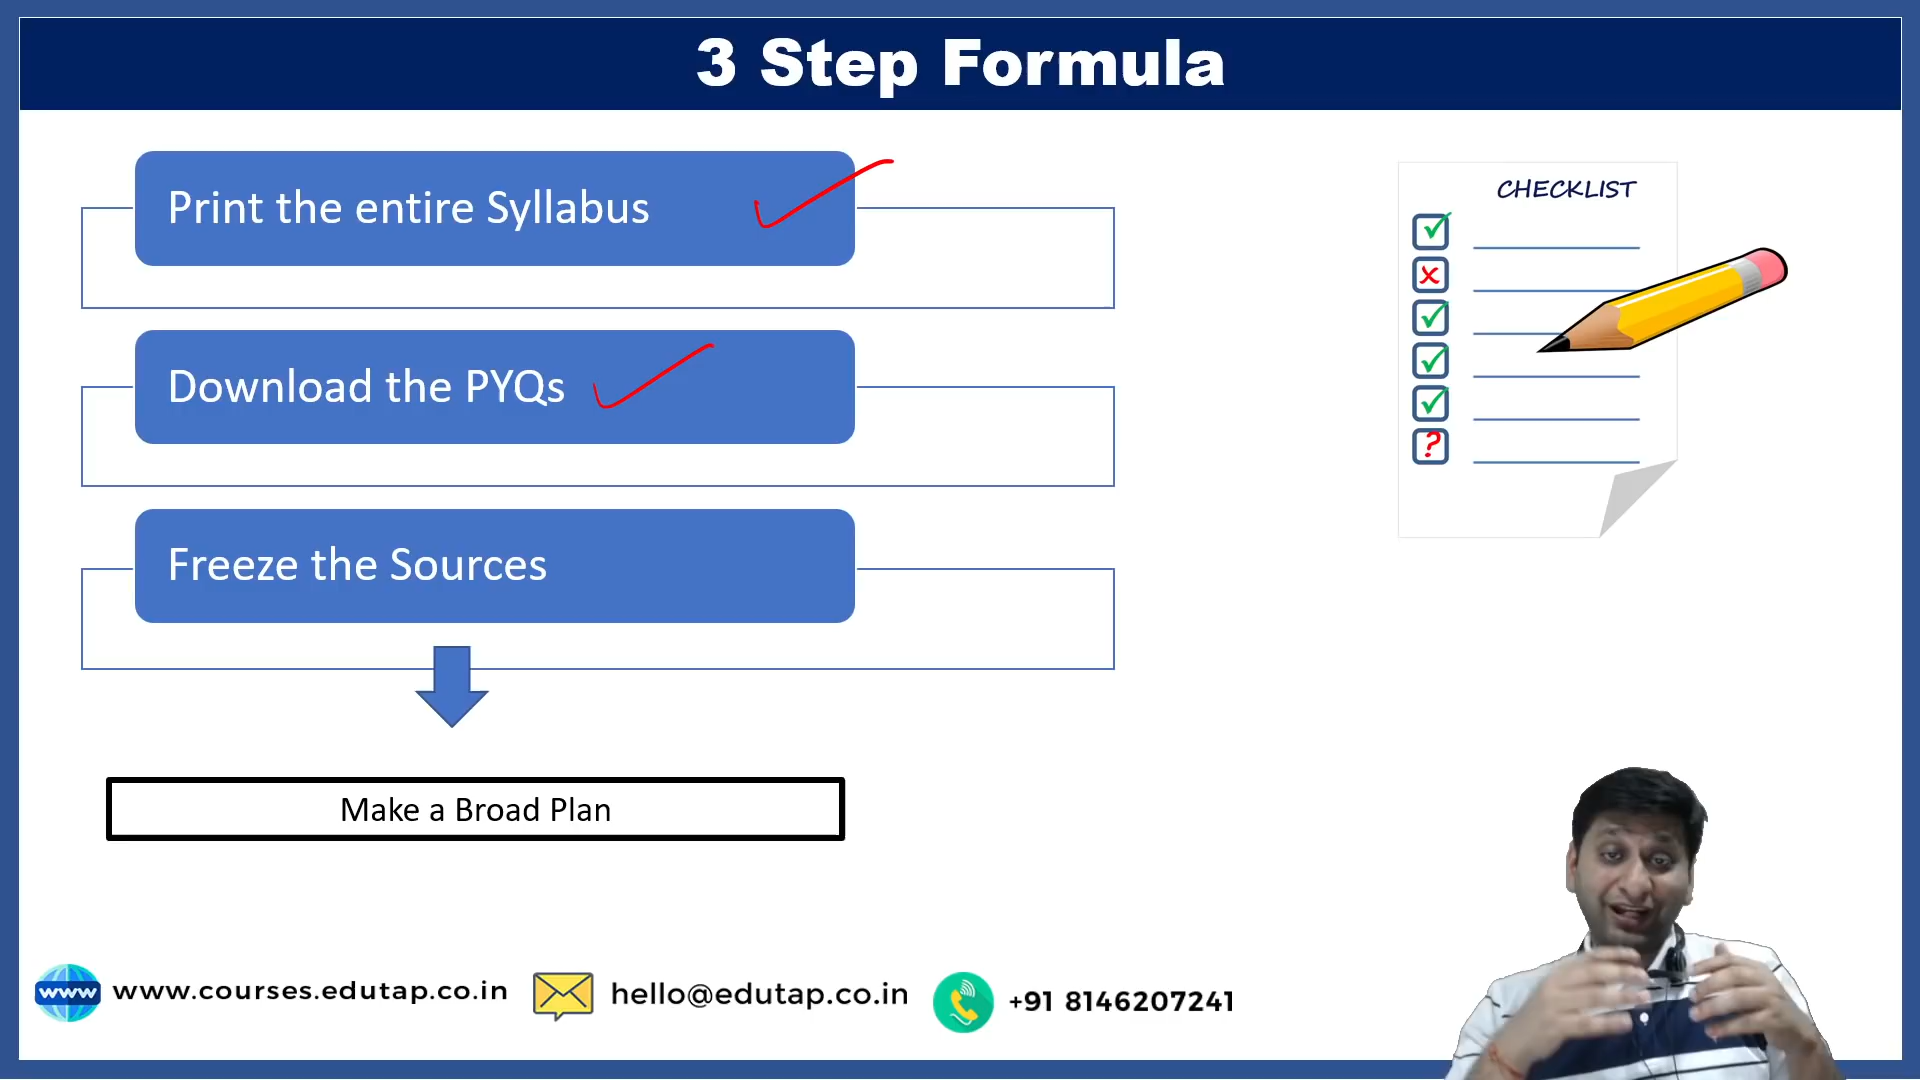 3 Step Formula
Print the entire Syllabus
CHECKLIST
Download the PYQs
?
Freeze the Sources
Make a Broad Plan
www www.courses.edutap.co.in
hello@edutap.co.in
+91 8146207241